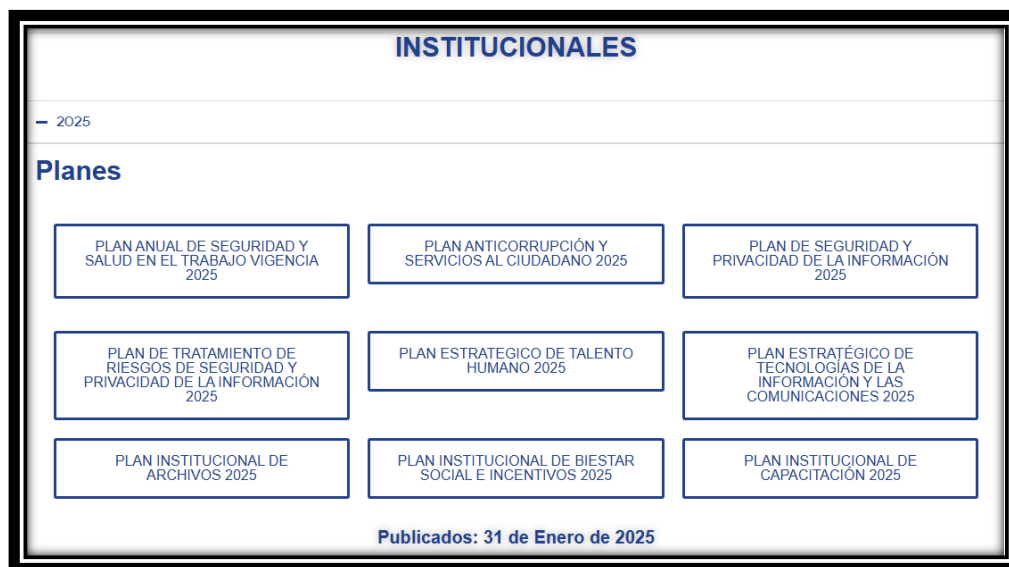 INSTITUCIONALES
2025
Planes
PLAN ANUAL DE SEGURIDAD Y
SALUD EN EL TRABAJO VIGENCIA
2025
PLAN ANTICORRUPCIÓN Y
SERVICIOS AL CIUDADANO 2025
PLAN DE SEGURIDAD Y
PRIVACIDAD DE LA INFORMACIÓN
2025
PLAN DE TRATAMIENTO DE
RIESGOS DE SEGURIDAD Y
PRIVACIDAD DE LA INFORMACIÓN
2025
PLAN ESTRATEGICO DE TALENTO
HUMANO 2025
PLAN ESTRATÉGICO DE
TECNOLOGÍAS DE LA
INFORMACIÓN Y LAS
COMUNICACIONES 2025
PLAN INSTITUCIONAL DE
ARCHIVOS 2025
PLAN INSTITUCIONAL DE BIESTAR
SOCIAL E INCENTIVOS 2025
PLAN INSTITUCIONAL DE
CAPACITACIÓN 2025
Publicados: 31 de Enero de 2025